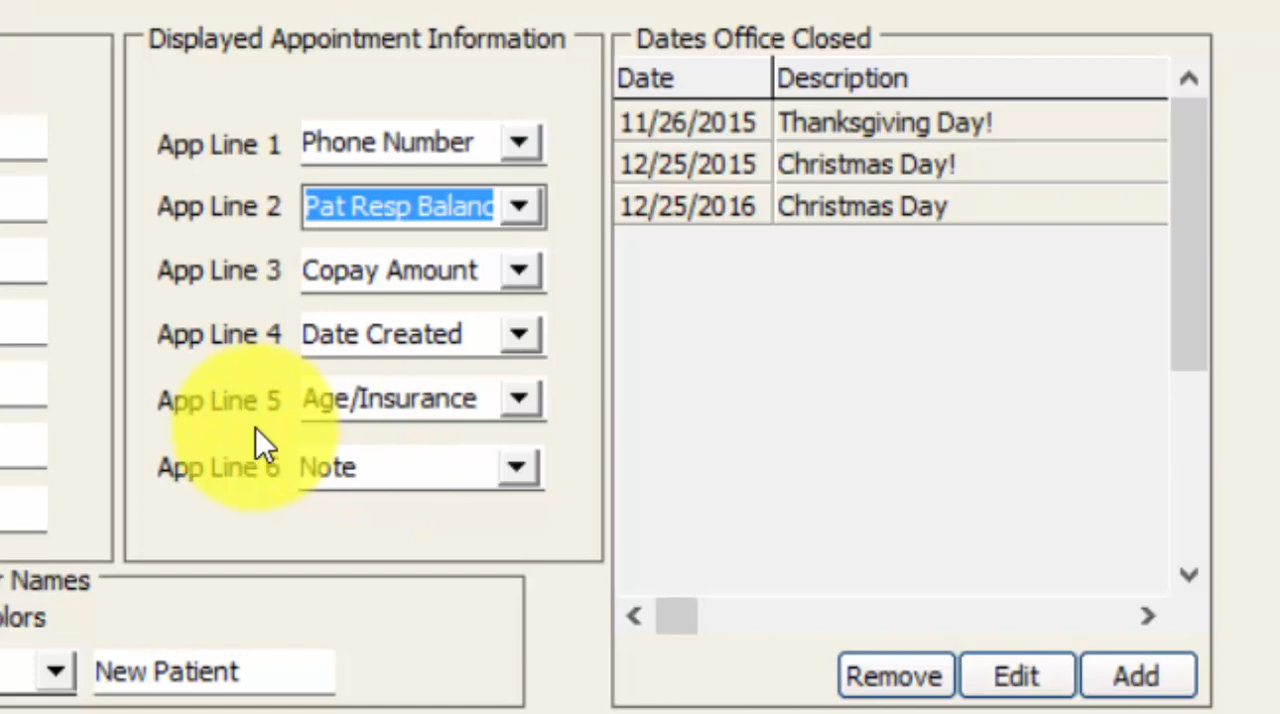 Displayed Appointment Information
App Line 1 Phone Number
App Line 2 Pat Resp Balanc
App Line 3 Copay Amount
App Line 4 Date Created
App Line 5 Age/Insurance
App Line 6 Note
Dates Office Closed
Date Description
11/26/2015 Thanksgiving Day!
12/25/2015 Christmas Day!
12/25/2016 Christmas Day
Remove Edit Add
r Names
olors
New Patient